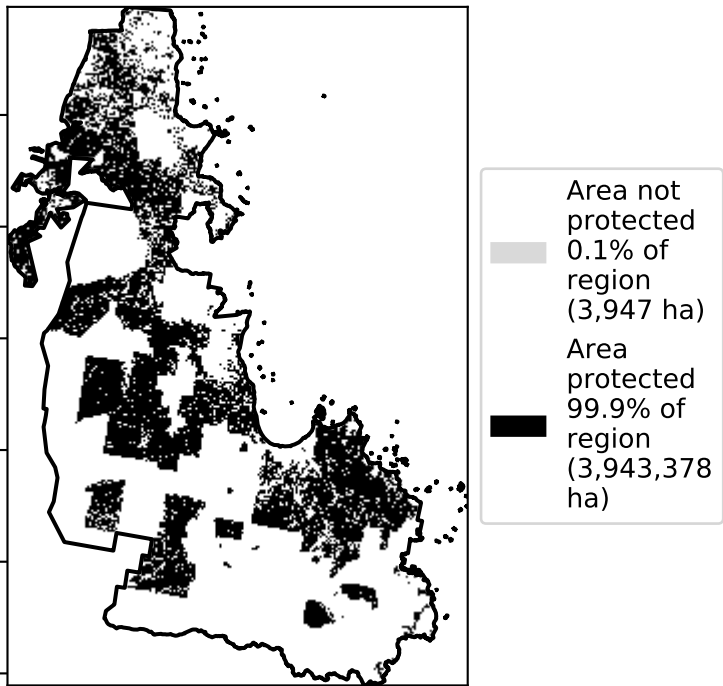 Area not
protected
0.1% of
region
(3,947 ha)
Area
protected
99.9% of
region
(3,943,378
ha)